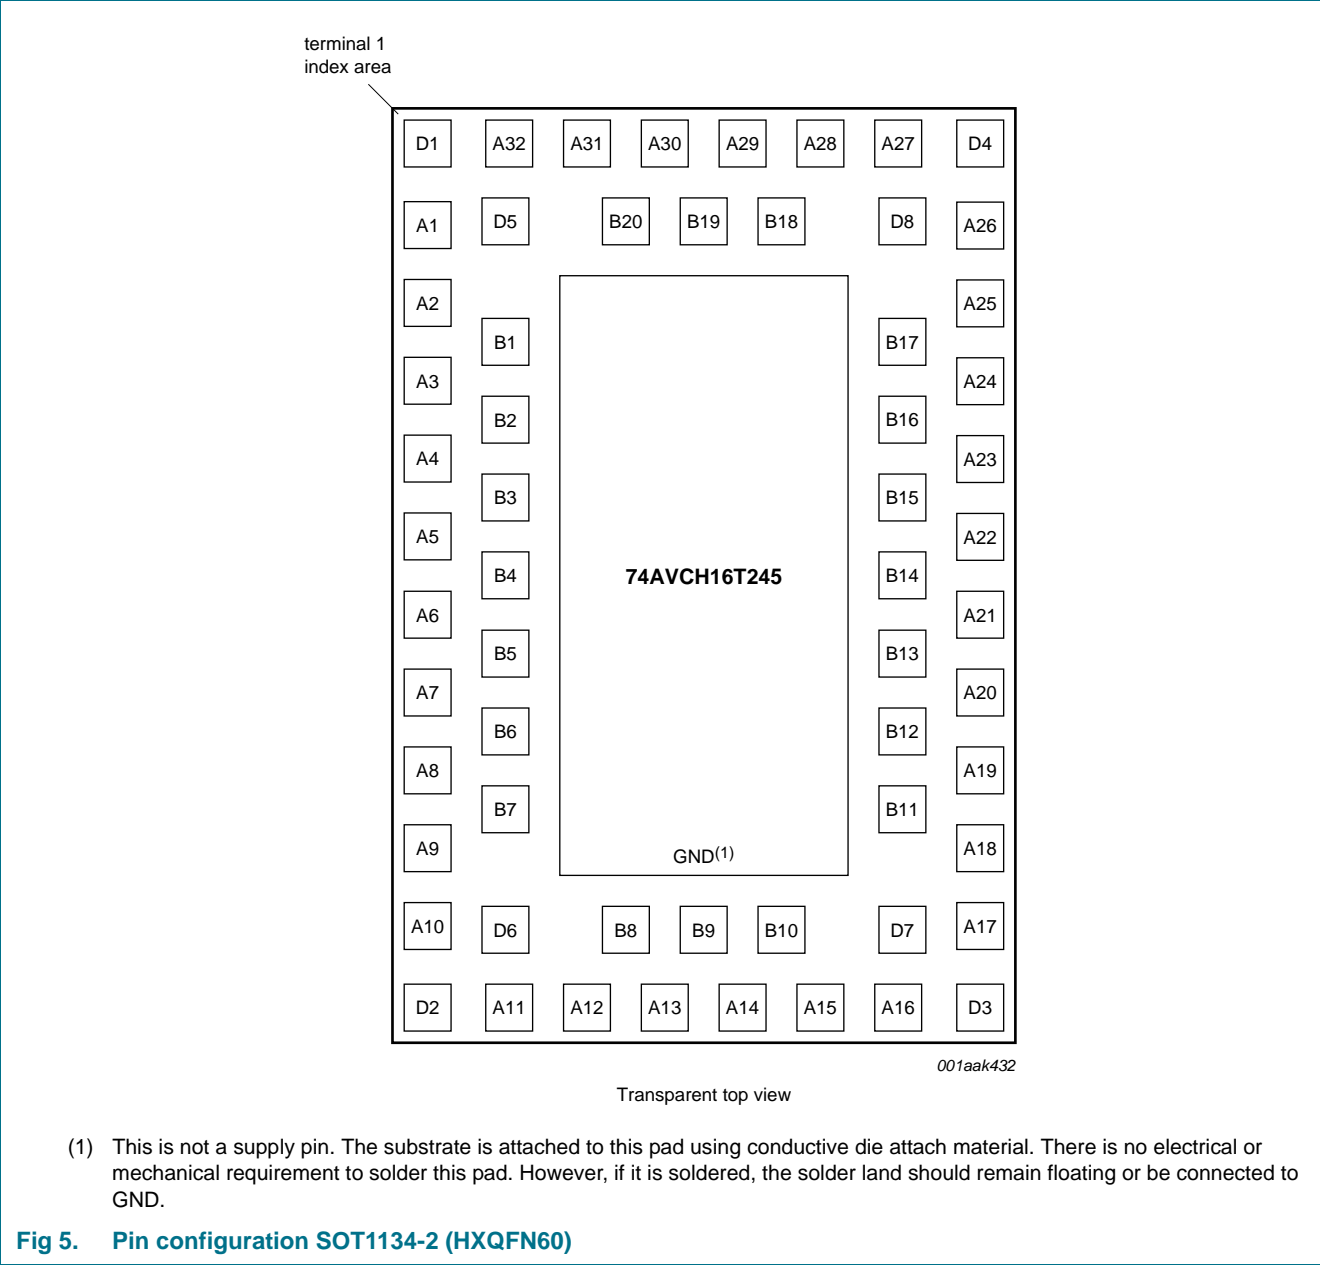 terminal 1
index area
D1 A32 A31 A30 A29 A28 A27 D4
A1 D5 B20 B19 B18 D8 A26
A2 A25
B1 B17
A3 A24
B2 B16
A4 A23
B3 B15
A5 A22
B4 74AVCH16T245 B14
A6 A21
B5 B13
A7 A20
B6 B12
A8 A19
B7 B11
A9 GND(1) A18
A10 D6 B8 B9 B10 D7 A17
D2 A11 A12 A13 A14 A15 A16 D3
001aak432
Transparent top view
(1) This is not a supply pin. The substrate is attached to this pad using conductive die attach material. There is no electrical or
mechanical requirement to solder this pad. However, if it is soldered, the solder land should remain floating or be connected to
GND.
Fig 5. Pin configuration SOT1134-2 (HXQFN60)